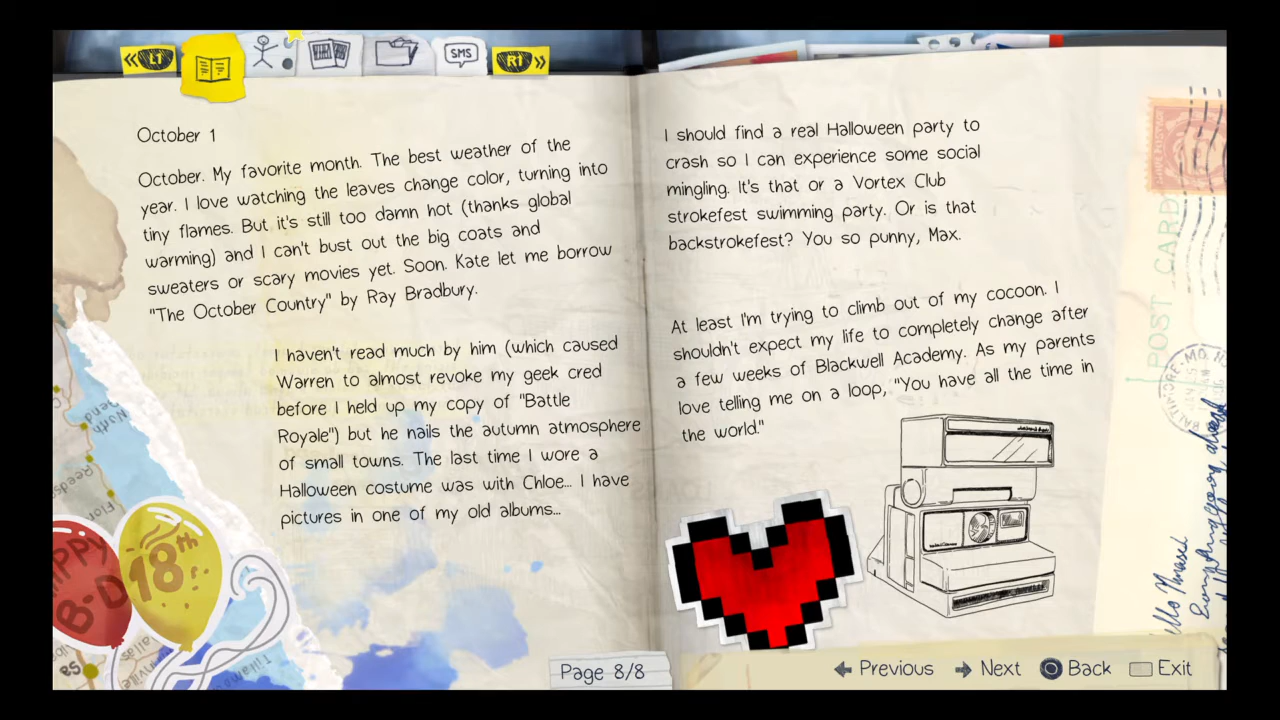 L1
SMS
R1
October 1
October. My favorite month. The best weather of the
year. I love watching the leaves change color, turning into
tiny flames. But it's still too damn hot (thanks global
warming) and I can't bust out the big coats and
sweaters or scary movies yet. Soon. Kate let me borrow
"The October Country" by Ray Bradbury.
I haven't read much by him (which caused
Warren to almost revoke my geek cred
before I held up my copy of "Battle
Royale") but he nails the autumn atmosphere
of small towns. The last time I wore a
Halloween costume was with Chloe... I have
pictures in one of my old albums...
I should find a real Halloween party to
crash so I can experience some social
mingling. It's that or a Vortex Club
strokefest swimming party. Or is that
backstrokefest? You so punny, Max.
At least I'm trying to climb out of my cocoon. I
shouldn't expect my life to completely change after
a few weeks of Blackwell Academy. As my parents
love telling me on a loop, "You have all the time in
the world."
POST CARD
North
Bend
Reedsp
18th
Page 8/8
Previous
Next
Back
Exit